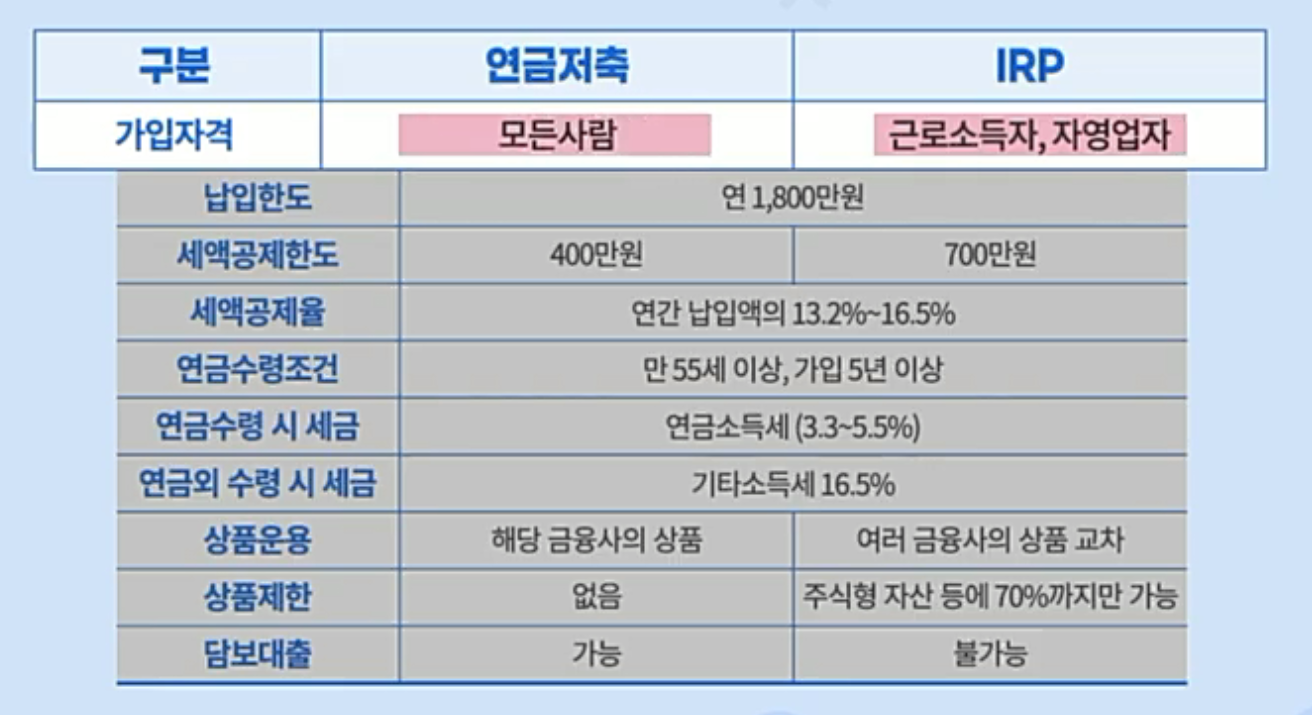 구분 연금저축 IRP
가입자격 모든사람 근로소득자, 자영업자
납입한도 연 1,800만원
세액공제한도 400만원 700만원
세액공제율 연간 납입액의 13.2%~16.5%
연금수령조건 만 55세 이상, 가입 5년 이상
연금수령 시 세금 연금소득세 (3.3~5.5%)
연금외 수령 시 세금 기타소득세 16.5%
상품운용 해당 금융사의 상품 여러 금융사의 상품 교차
상품제한 없음 주식형 자산 등에 70%까지만 가능
담보대출 가능 불가능